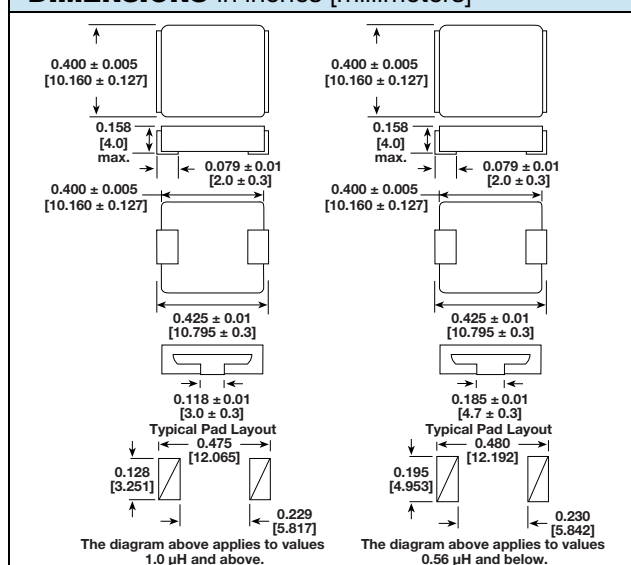 DIMENSIONS in inches [millimeters]
0.400 ± 0.005
[10.160 ± 0.127]
0.158
[4.0]
max.
0.079 ± 0.01
[2.0 ± 0.3]
0.400 ± 0.005
[10.160 ± 0.127]
0.425 ± 0.01
[10.795 ± 0.3]
0.118 ± 0.01
[3.0 ± 0.3]
Typical Pad Layout
0.475
[12.065]
0.128
[3.251]
0.229
[5.817]
The diagram above applies to values
1.0 µH and above.
0.400 ± 0.005
[10.160 ± 0.127]
0.158
[4.0]
max.
0.079 ± 0.01
[2.0 ± 0.3]
0.400 ± 0.005
[10.160 ± 0.127]
0.425 ± 0.01
[10.795 ± 0.3]
0.185 ± 0.01
[4.7 ± 0.3]
Typical Pad Layout
0.480
[12.192]
0.195
[4.953]
0.230
[5.842]
The diagram above applies to values
0.56 µH and below.